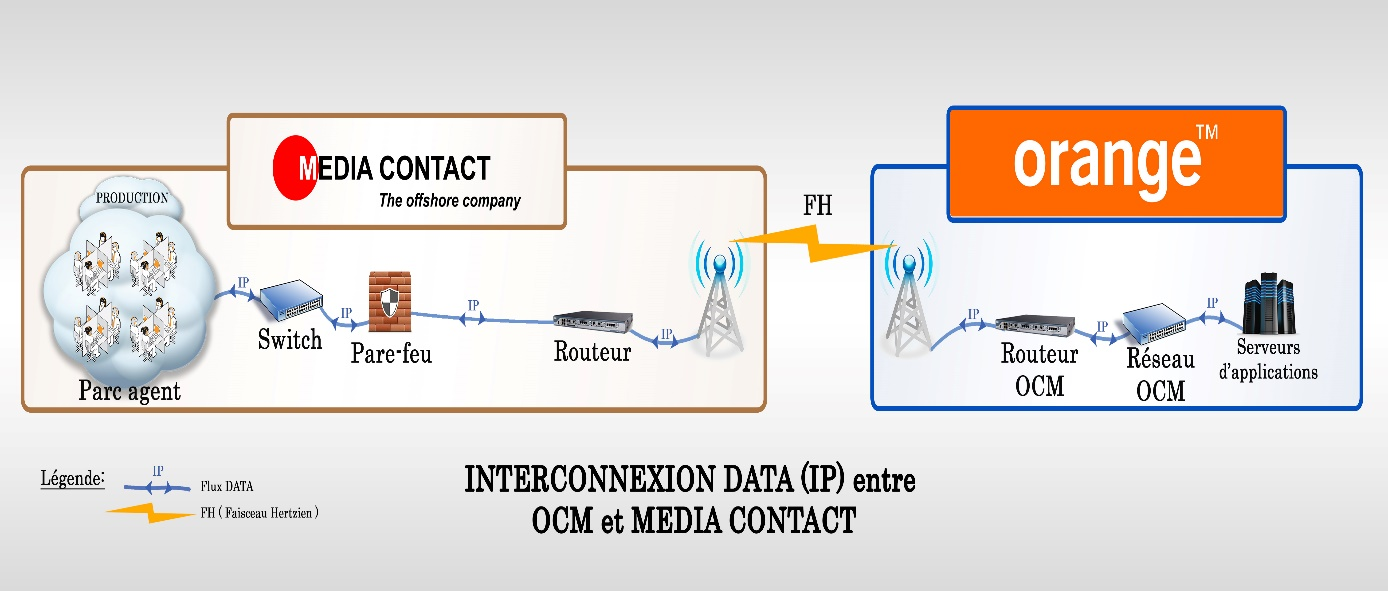 MEDIA CONTACT
The offshore company
orange™
PRODUCTION
FH
IP
IP
IP
IP
IP
IP
IP
Switch
Pare-feu
Routeur
Parc agent
Routeur
OCM
Réseau
OCM
Serveurs
d'applications
Légende:
IP
Flux DATA
FH ( Faisceau Hertzien )
INTERCONNEXION DATA (IP) entre
OCM et MEDIA CONTACT